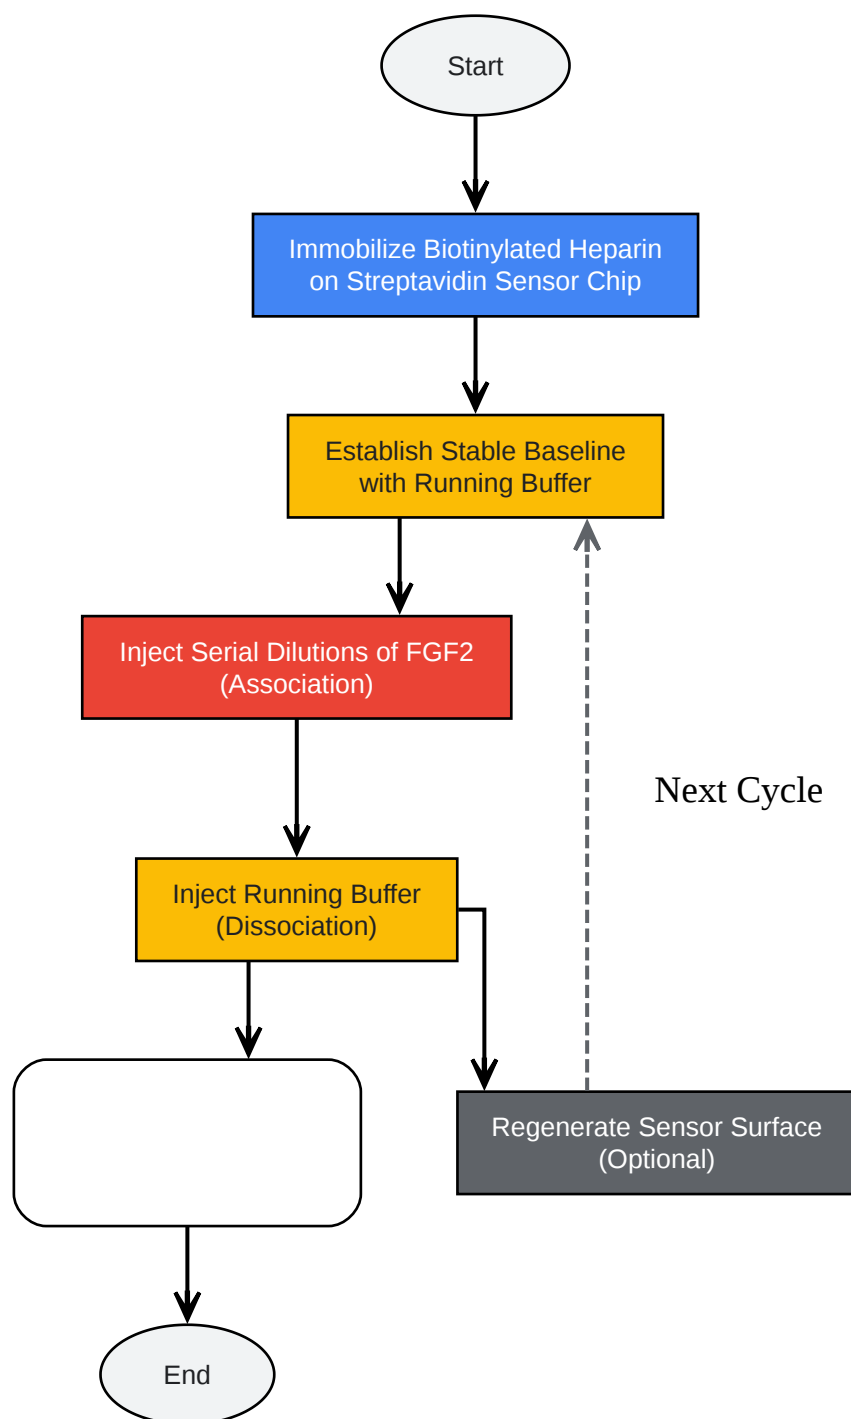 Start
Immobilize Biotinylated Heparin
on Streptavidin Sensor Chip
Establish Stable Baseline
with Running Buffer
Inject Serial Dilutions of FGF2
(Association)
Next Cycle
Inject Running Buffer
(Dissociation)
Regenerate Sensor Surface
(Optional)
End